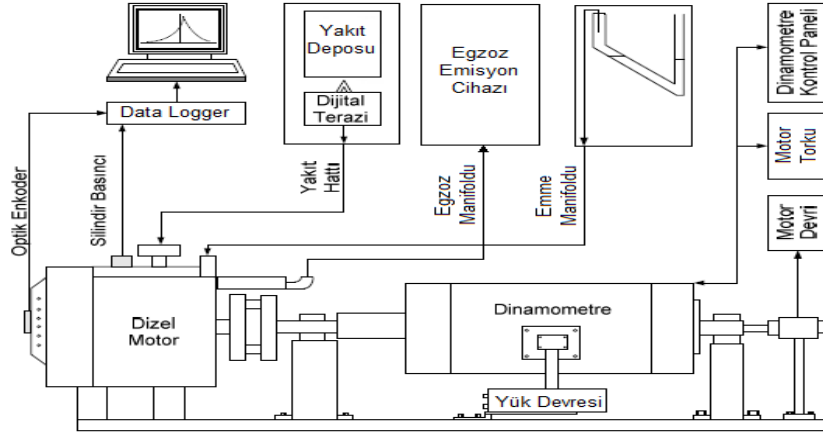 Yakıt
Deposu
Egzoz
Emisyon
Cihazı
Dinamometre
Kontrol Paneli
Data Logger
Dijital
Terazi
Motor
Torku
Optik Enkoder
Silindir Basıncı
Yakıt
Hattı
Egzoz
Manifoldu
Emme
Manifoldu
Motor
Devri
Dizel
Motor
Dinamometre
Yük Devresi